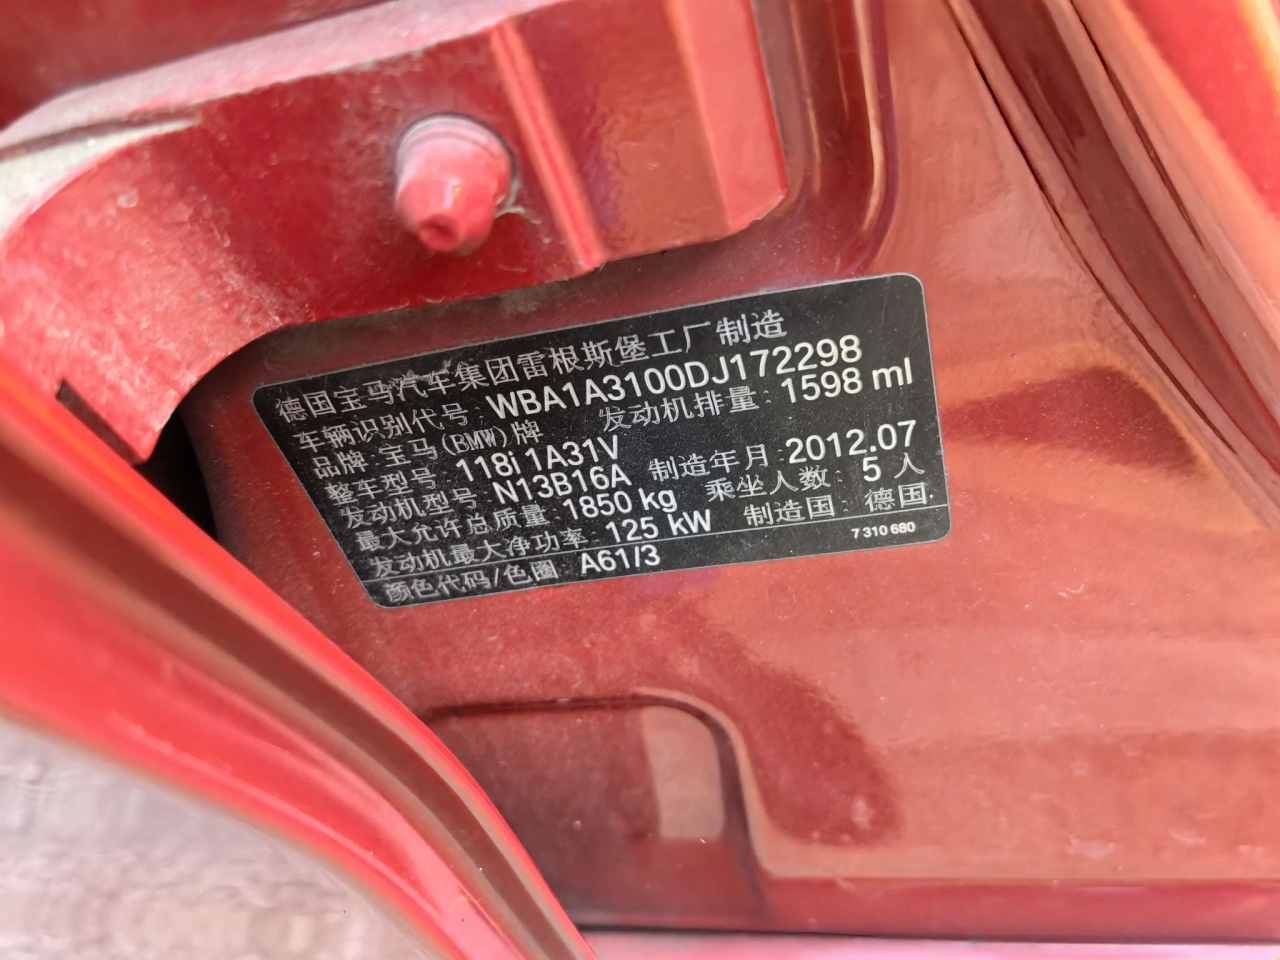 德国宝马汽车集团雷根斯堡工厂制造
车辆识别代号: WBA1A3100DJ172298
品牌 宝马(BMW)牌 发动机排量: 1598 ml
整车型号: 118i 1A31V
发动机型号: N13B16A 制造年月: 2012.07
最大允许总质量: 1850 kg 乘坐人数: 5 人
发动机最大净功率: 125 kW 制造国: 德国.
颜色代码/色圈: A61/3 7 310 680